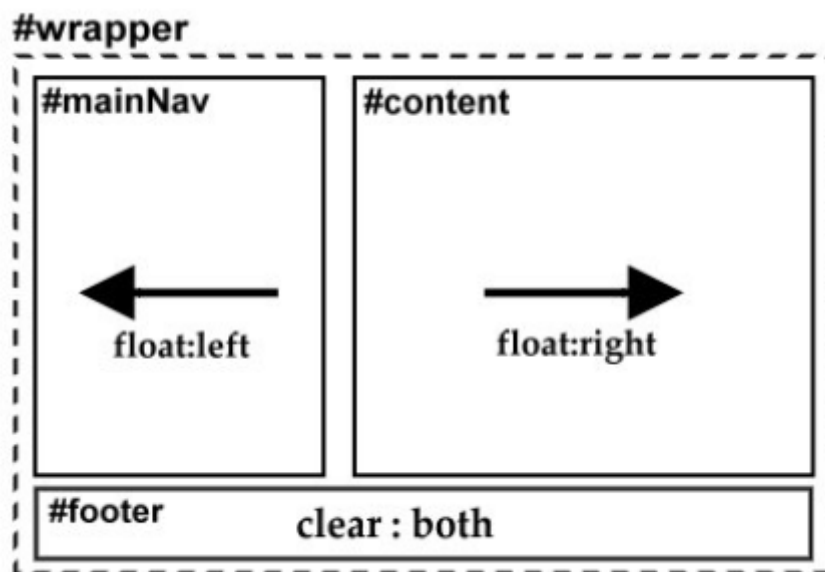 #wrapper
#mainNav
#content
float:left
float:right
#footer
clear : both